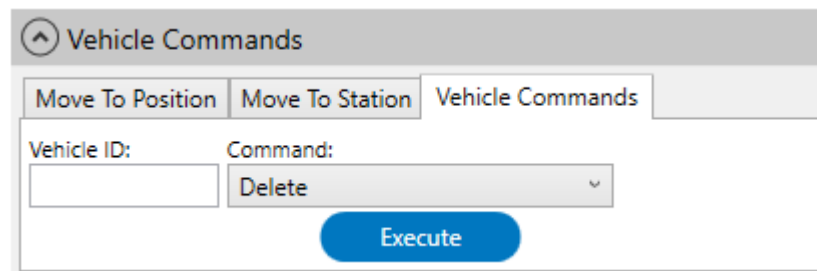 Vehicle Commands
Move To Position Move To Station Vehicle Commands
Vehicle ID: Command:
Delete
Execute